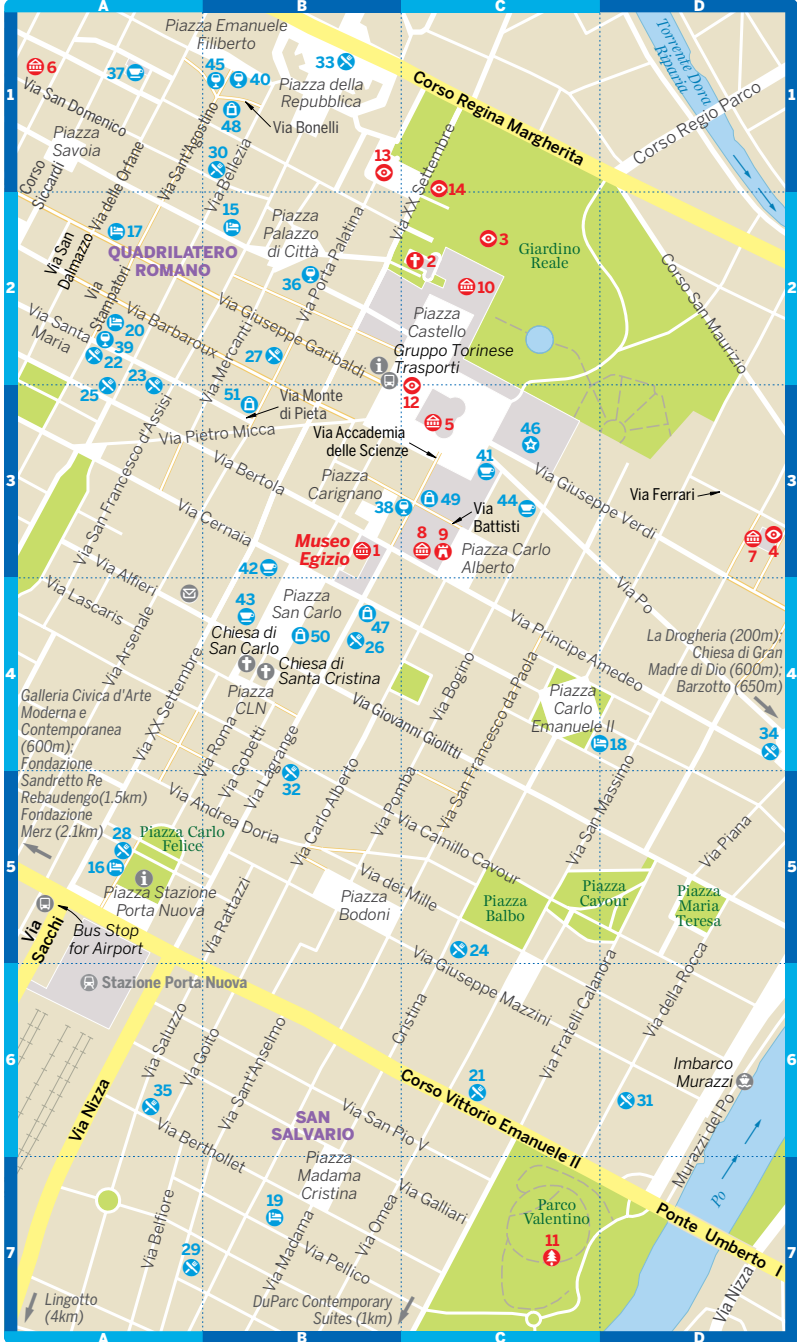 A
B
C
D
Piazza Emanuele
Filiberto
6
37
45
40
33
Piazza della
Repubblica
48
Via Bonelli
Corso Regina Margherita
Torrente Dora
Riparia
Corso Regio Parco
1
1
Via San Domenico
Piazza
Savoia
Corso
Siccardi
Via delle Orfane
Via Sant'Agostino
30
Via Bellezia
13
14
Via XX Settembre
17
15
Via San
Dalmazzo
QUADRILATERO
ROMANO
Piazza
Palazzo
di Città
Via Porta Palatina
36
2
3
10
Giardino
Reale
Corso San Maurizio
2
2
Via
Stampatori
Via Santa
Maria
20
39
22
Via Barbaroux
Via Mercanti
Via Giuseppe Garibaldi
27
Piazza
Castello
Gruppo Torinese
Trasporti
25
23
51
Via Monte
di Pieta
12
5
46
Via Pietro Micca
Via Accademia
delle Scienze
41
Via San Francesco d'Assisi
Via Bertola
Piazza
Carignano
38
49
44
Via
Battisti
Via Giuseppe Verdi
Via Ferrari
3
3
Via Cernaia
Museo
Egizio
1
8
9
Piazza Carlo
Alberto
7
4
42
Via Alfieri
Via Lascaris
43
Piazza
San Carlo
47
50
26
Via Po
Via Principe Amedeo
Chiesa di
San Carlo
Chiesa di
Santa Cristina
Via Arsenale
Via XX Settembre
Piazza
CLN
Via Bogino
Via San Francesco da Paola
Piazza
Carlo
Emanuele II
18
La Drogheria (200m);
Chiesa di Gran
Madre di Dio (600m);
Barzotto (650m)
34
4
4
Galleria Civica d'Arte
Moderna e
Contemporanea
(600m);
Fondazione
Sandretto Re
Rebaudengo(1.5km)
Fondazione
Merz (2.1km)
Via Roma
Via Gobetti
Via Lagrange
Via Giovanni Giolitti
32
Via Carlo Alberto
Via Pomba
Via San Massimo
Via Andrea Doria
Via Camillo Cavour
Via Piana
28
Piazza Carlo
Felice
16
Piazza Stazione
Porta Nuova
Via dei Mille
Piazza
Bodoni
Piazza
Balbo
Piazza
Cavour
Piazza
Maria
Teresa
5
5
Via
Sacchi
Bus Stop
for Airport
Via Rattazzi
24
Stazione Porta Nuova
Via Giuseppe Mazzini
Via della Rocca
Cristina
Via Fratelli Calandra
Via Saluzzo
Via Goito
Via Sant'Anselmo
Corso Vittorio Emanuele II
21
31
Imbarco
Murazzi
Murazzi del Po
6
6
35
Via Nizza
Via Berthollet
SAN
SALVARIO
Via San Pio V
Piazza
Madama
Cristina
Via Galliari
Parco
Valentino
11
Po
Ponte Umberto I
19
Via Belfiore
29
Via Madama
Via Pellico
Via Omea
Via Nizza
7
7
Lingotto
(4km)
DuParc Contemporary
Suites (1km)
A
B
C
D